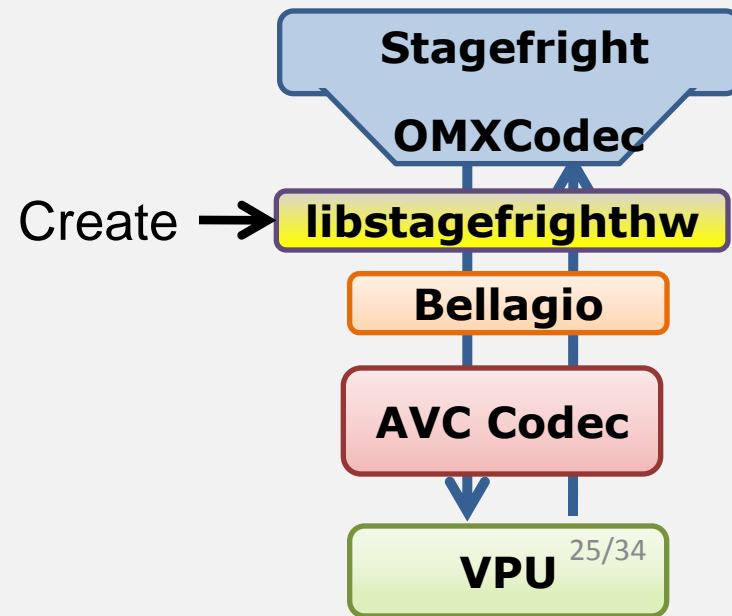 Stagefright
OMXCodec
Create
libstagefrighthw
Bellagio
AVC Codec
VPU
25/34